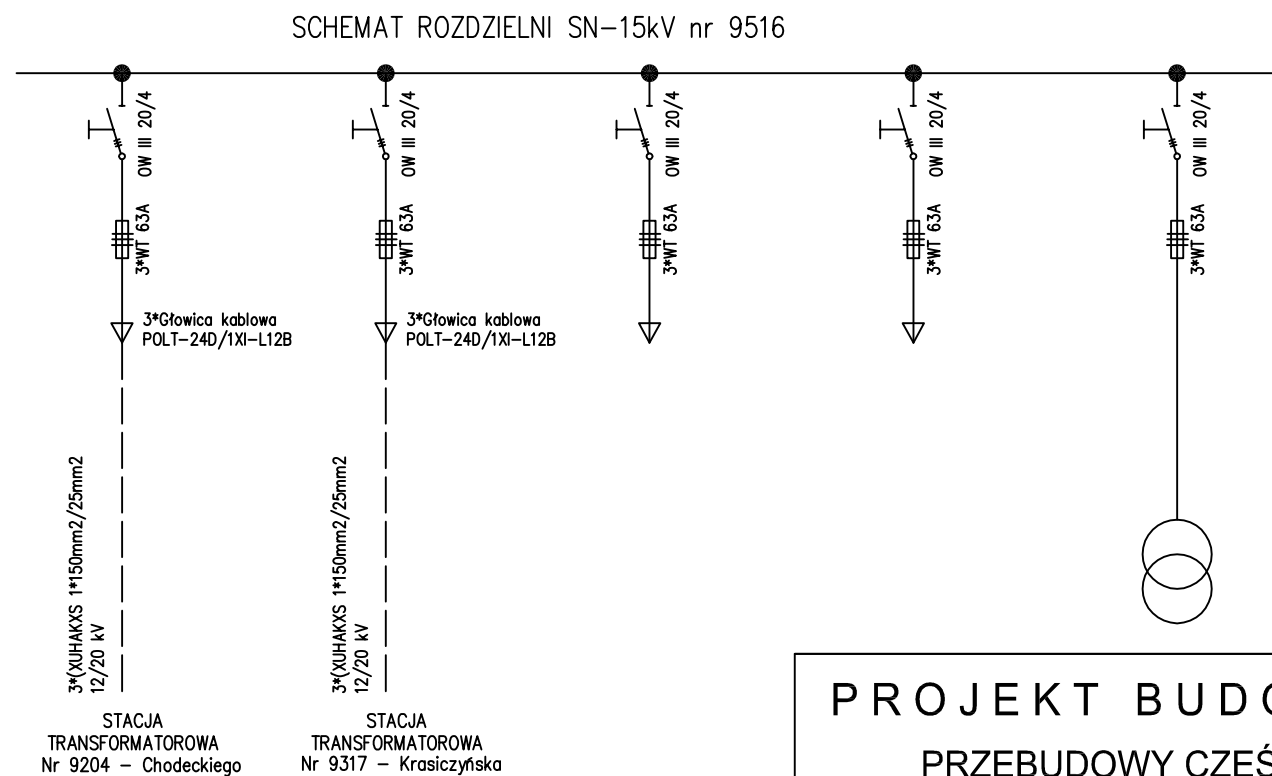 SCHEMAT ROZDZIELNI SN-15kV nr 9516
OW III 20/4
3*WT 63A
3*Głowica kablowa
POLT-24D/1XI-L12B
3*(XUHAKXS 1*150mm2/25mm2
12/20 kV
STACJA
TRANSFORMATOROWA
Nr 9204 - Chodeckiego
OW III 20/4
3*WT 63A
3*Głowica kablowa
POLT-24D/1XI-L12B
3*(XUHAKXS 1*150mm2/25mm2
12/20 kV
STACJA
TRANSFORMATOROWA
Nr 9317 - Krasiczyńska
OW III 20/4
3*WT 63A
OW III 20/4
3*WT 63A
OW III 20/4
3*WT 63A
PROJEKT BUDO
PRZEBUDOWY CZĘŚ